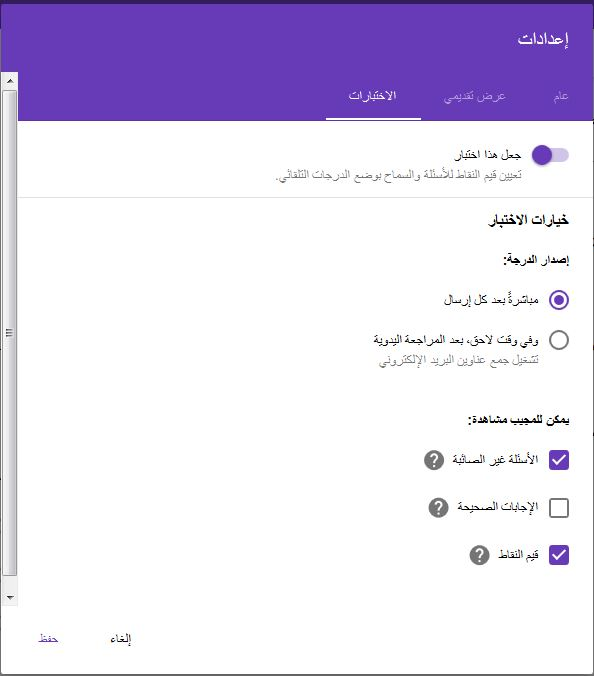 إعدادات
عام
عرض تقديمي
الاختبارات
جعل هذا اختبار
تعيين قيم النقاط للأسئلة والسماح بوضع الدرجات التلقائي.
خيارات الاختبار
إصدار الدرجة:
مباشرةً بعد كل إرسال
وفي وقت لاحق، بعد المراجعة اليدوية
تشغيل جمع عناوين البريد الإلكتروني
يمكن للمجيب مشاهدة:
الأسئلة غير الصائبة
الإجابات الصحيحة
قيم النقاط
إلغاء
حفظ